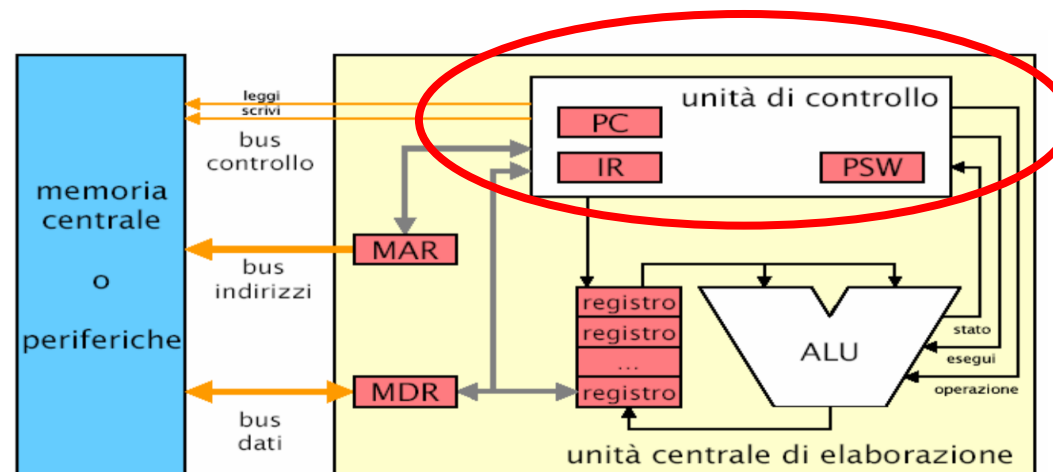 leggi
scrivi
bus
controllo
memoria
centrale
o
periferiche
bus
indirizzi
bus
dati
unità di controllo
PC
IR
PSW
MAR
MDR
registro
registro
...
registro
ALU
stato
esegui
operazione
unità centrale di elaborazione